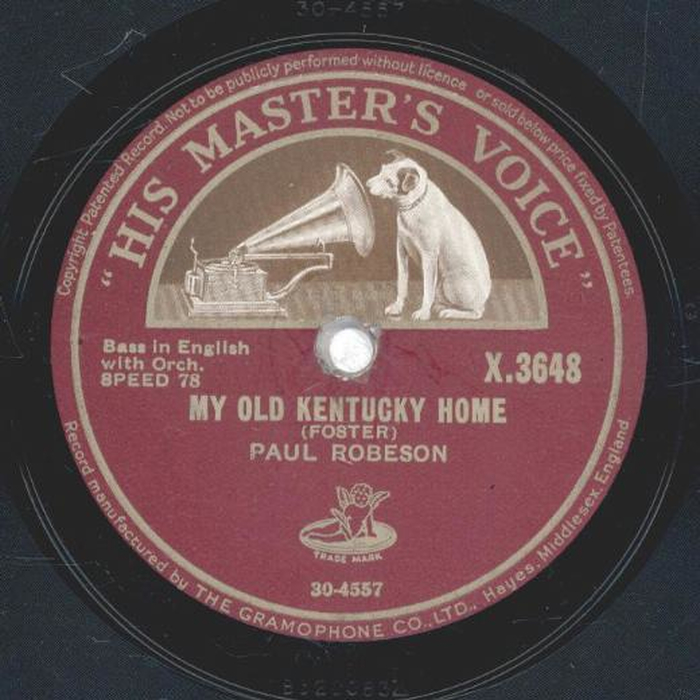 30-4557
Copyright Patented Record. Not to be publicly performed without licence or sold below price fixed by Patentees.
"HIS MASTER'S VOICE"
Bass in English
with Orch.
SPEED 78
X.3648
MY OLD KENTUCKY HOME
(FOSTER)
PAUL ROBESON
TRADE MARK
30-4557
Record manufactured by THE GRAMOPHONE CO., LTD., Hayes, Middlesex, England